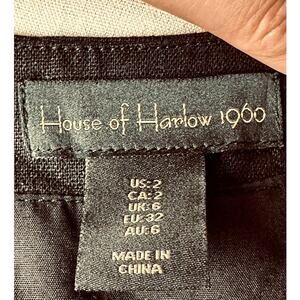 House of Harlow 1960
US: 2
CA: 2
UK: 6
EU: 32
AU: 6
MADE IN
CHINA